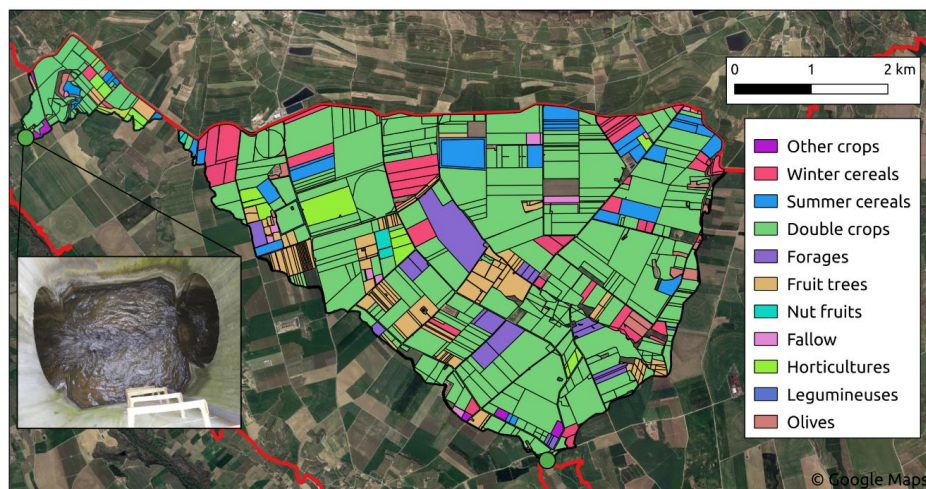 0 1 2 km
Other crops
Winter cereals
Summer cereals
Double crops
Forages
Fruit trees
Nut fruits
Fallow
Horticultures
Legumineuses
Olives
© Google Maps